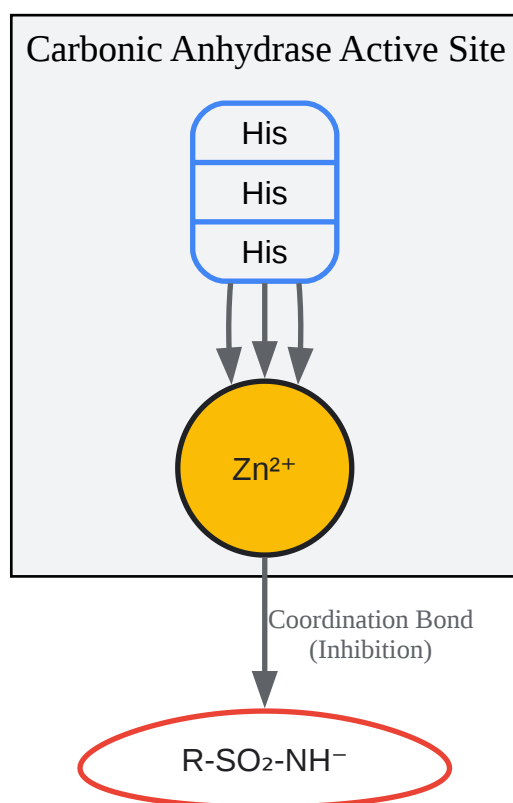 Carbonic Anhydrase Active Site
His
His
His
Zn²⁺
Coordination Bond
(Inhibition)
R-SO₂-NH⁻